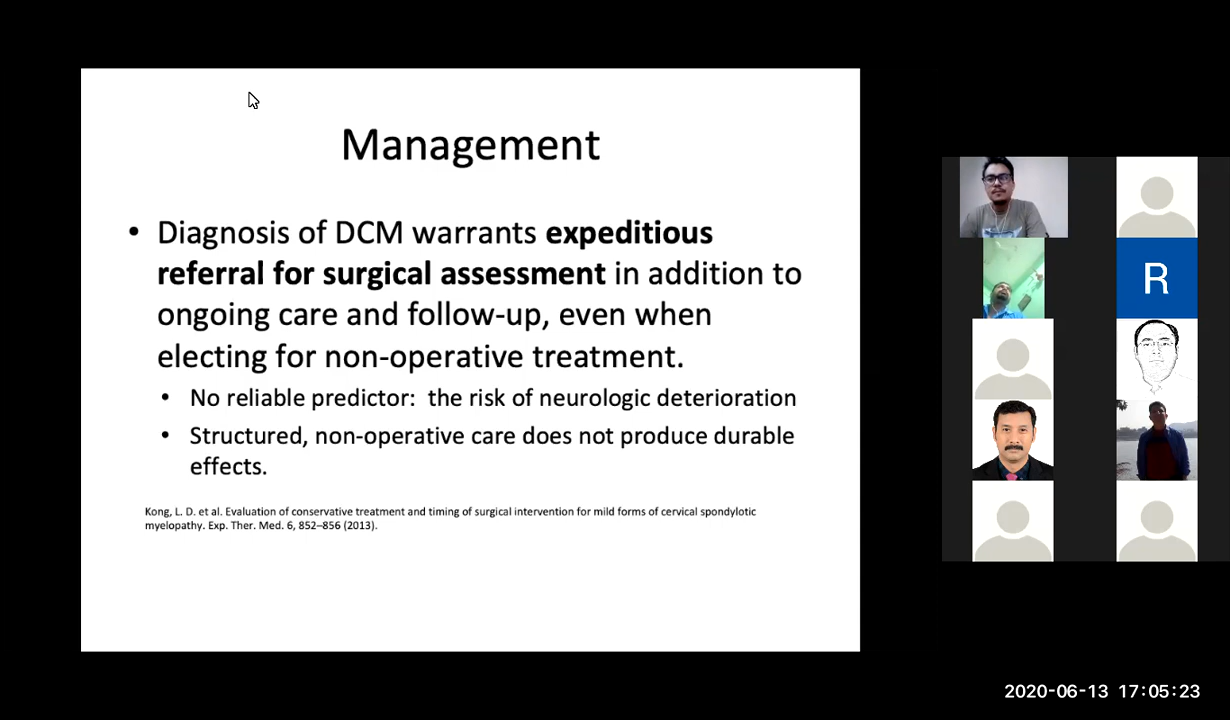 Management
• Diagnosis of DCM warrants expeditious
referral for surgical assessment in addition to
ongoing care and follow-up, even when
electing for non-operative treatment.
• No reliable predictor:  the risk of neurologic deterioration
• Structured, non-operative care does not produce durable
effects.
Kong, L. D. et al. Evaluation of conservative treatment and timing of surgical intervention for mild forms of cervical spondylotic
myelopathy. Exp. Ther. Med. 6, 852–856 (2013).
R
2020-06-13 17:05:23